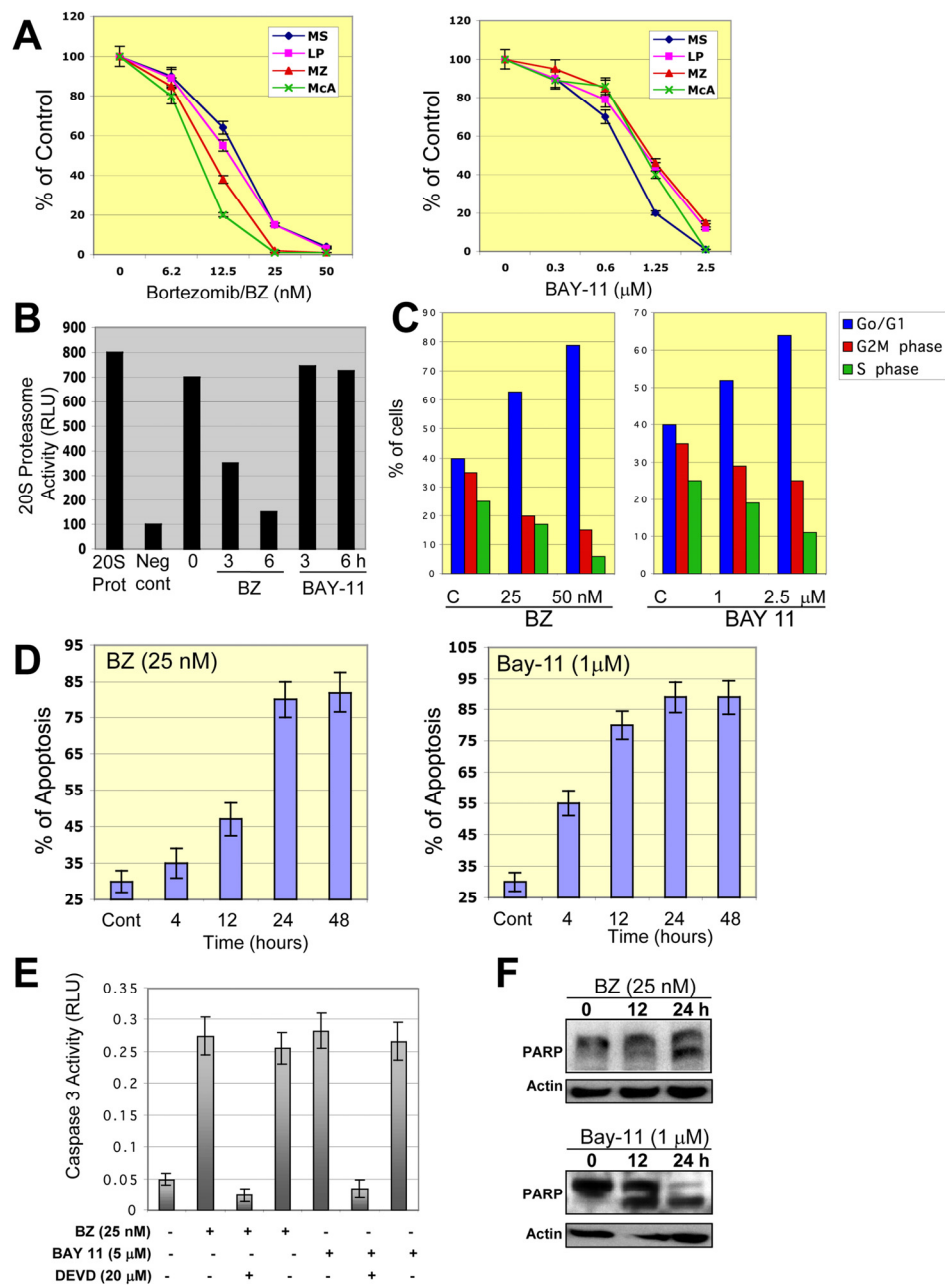 A
120
100
80
60
40
20
0
% of Control
MS
LP
MZ
McA
0 6.2 12.5 25 50
Bortezomib/BZ (nM)
120
100
80
60
40
20
0
% of Control
MS
LP
MZ
McA
0 0.3 0.6 1.25 2.5
BAY-11 (μM)
B
900
800
700
600
500
400
300
200
100
0
20S Proteasome
Activity (RLU)
20S Neg 0 3 6 3 6 h
Prot cont
BZ BAY-11
C
90
80
70
60
50
40
30
20
10
0
% of cells
C 25 50 nM
BZ
70
60
50
40
30
20
10
0
C 1 2.5 μM
BAY 11
Go/G1
G2M phase
S phase
D
BZ (25 nM)
95
85
75
65
55
45
35
25
% of Apoptosis
Cont 4 12 24 48
Time (hours)
Bay-11 (1μM)
105
95
85
75
65
55
45
35
25
% of Apoptosis
Cont 4 12 24 48
Time (hours)
E
0.35
0.3
0.25
0.2
0.15
0.1
0.05
0
Caspase 3 Activity (RLU)
BZ (25 nM) - + + + - - -
BAY 11 (5 μM) - - - - + + +
DEVD (20 μM) - - + - - + -
F
BZ (25 nM)
0 12 24 h
PARP
Actin
Bay-11 (1 μM)
0 12 24 h
PARP
Actin